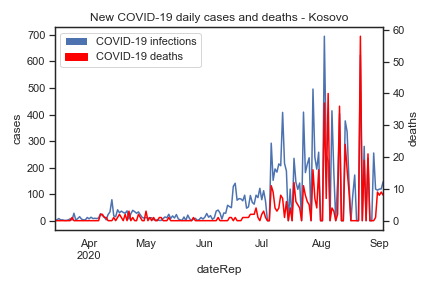 New COVID-19 daily cases and deaths - Kosovo
COVID-19 infections
COVID-19 deaths
cases
700
600
500
400
300
200
100
0
deaths
60
50
40
30
20
10
0
Apr
2020
May
Jun
Jul
Aug
Sep
dateRep